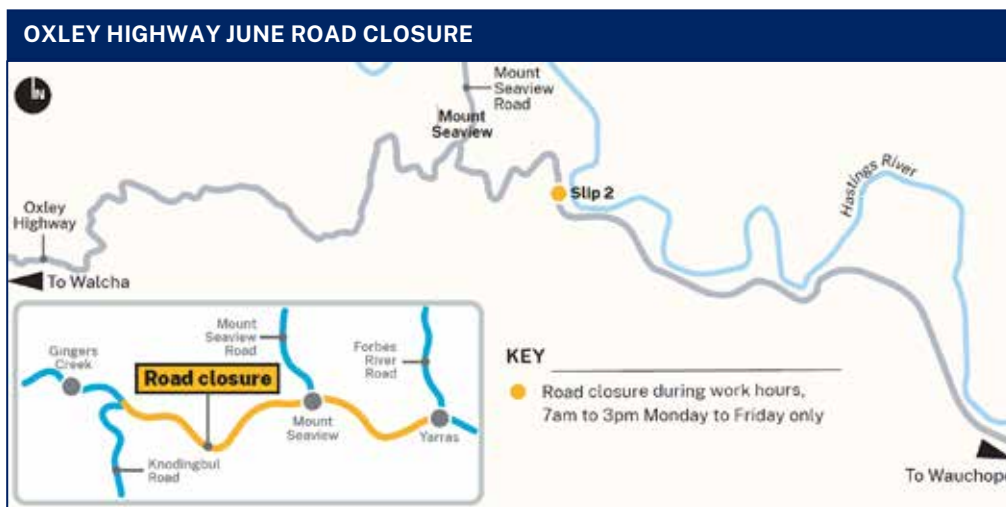 OXLEY HIGHWAY JUNE ROAD CLOSURE
N
Mount
Seaview
Road
Mount
Seaview
Slip 2
Hastings River
Oxley
Highway
To Walcha
Gingers
Creek
Mount
Seaview
Road
Forbes
River
Road
Road closure
Mount
Seaview
Yarras
Knodingbul
Road
KEY
Road closure during work hours,
7am to 3pm Monday to Friday only
To Wauchope